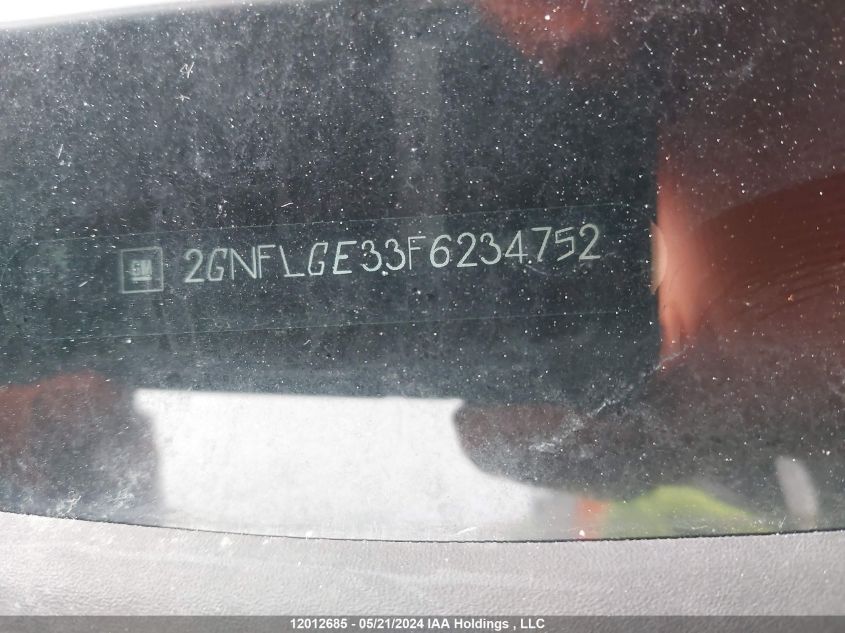 GM 2GNFLGE33F6234752
12012685 - 05/21/2024 IAA Holdings , LLC